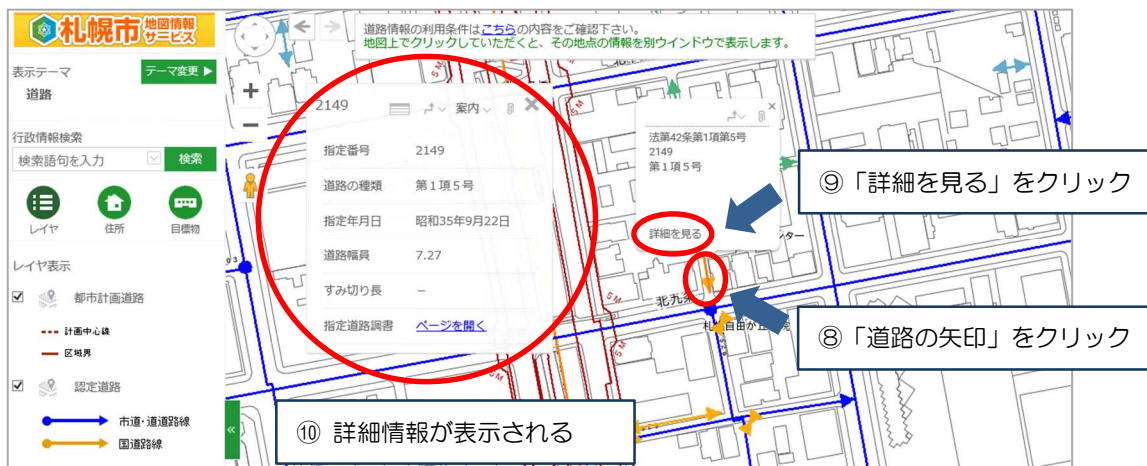 札幌市 地図情報サービス
表示テーマ
テーマ変更 ▶
道路
行政情報検索
検索語句を入力
検索
レイヤ
住所
目標物
レイヤ表示
都市計画道路
計画中心線
区域界
認定道路
市道・道道路線
国道路線
道路情報の利用条件はこちらの内容をご確認下さい。
地図上でクリックしていただくと、その地点の情報を別ウインドウで表示します。
2149
案内
指定番号 2149
道路の種類 第1項5号
指定年月日 昭和35年9月22日
道路幅員 7.27
すみ切り長 −
指定道路調書 ページを開く
法第42条第1項第5号
2149
第1項5号
詳細を見る
⑨「詳細を見る」をクリック
⑧「道路の矢印」をクリック
⑩ 詳細情報が表示される
5M
5M
5M
5M
北九条